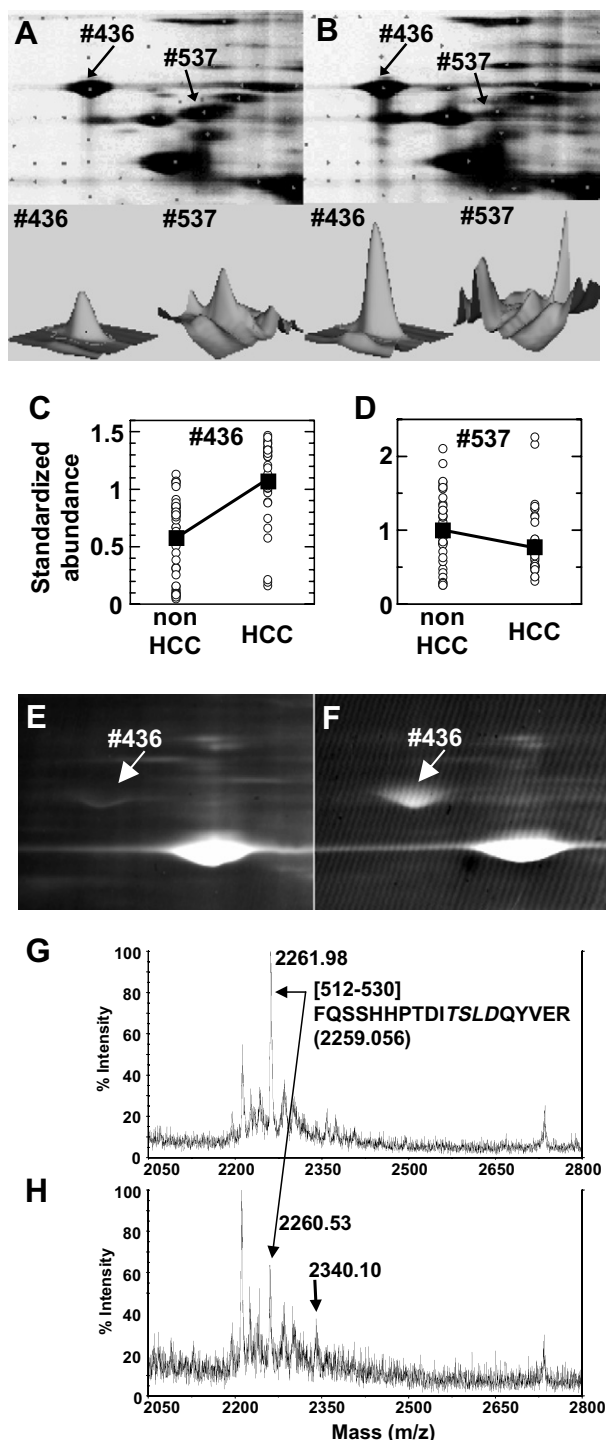 A
#436
#537
B
#436
#537
#436
#537
#436
#537
C
1.5
1
0.5
0
Standardized
abundance
#436
non
HCC
HCC
D
2
1
0
#537
non
HCC
HCC
E
#436
F
#436
G
100
80
60
40
20
0
% Intensity
2261.98
[512-530]
FQSSHHPTDITSLDQYVER
(2259.056)
2050
2200
2350
2500
2650
2800
H
100
80
60
40
20
0
% Intensity
2260.53
2340.10
2050
2200
2350
2500
2650
2800
Mass (m/z)